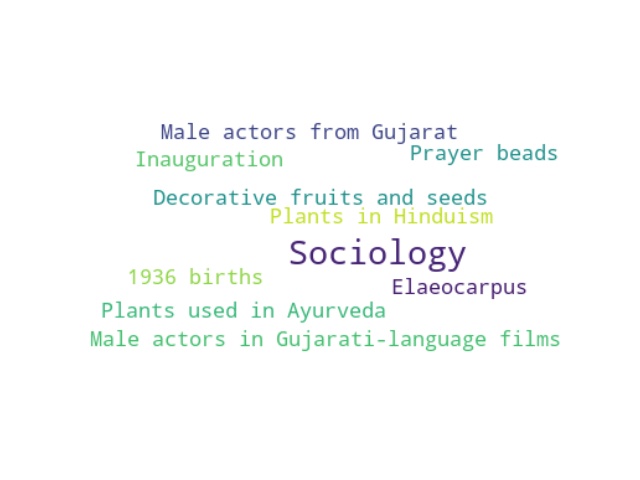 Male actors from Gujarat
Prayer beads
Inauguration
Decorative fruits and seeds
Plants in Hinduism
Sociology
1936 births
Elaeocarpus
Plants used in Ayurveda
Male actors in Gujarati-language films